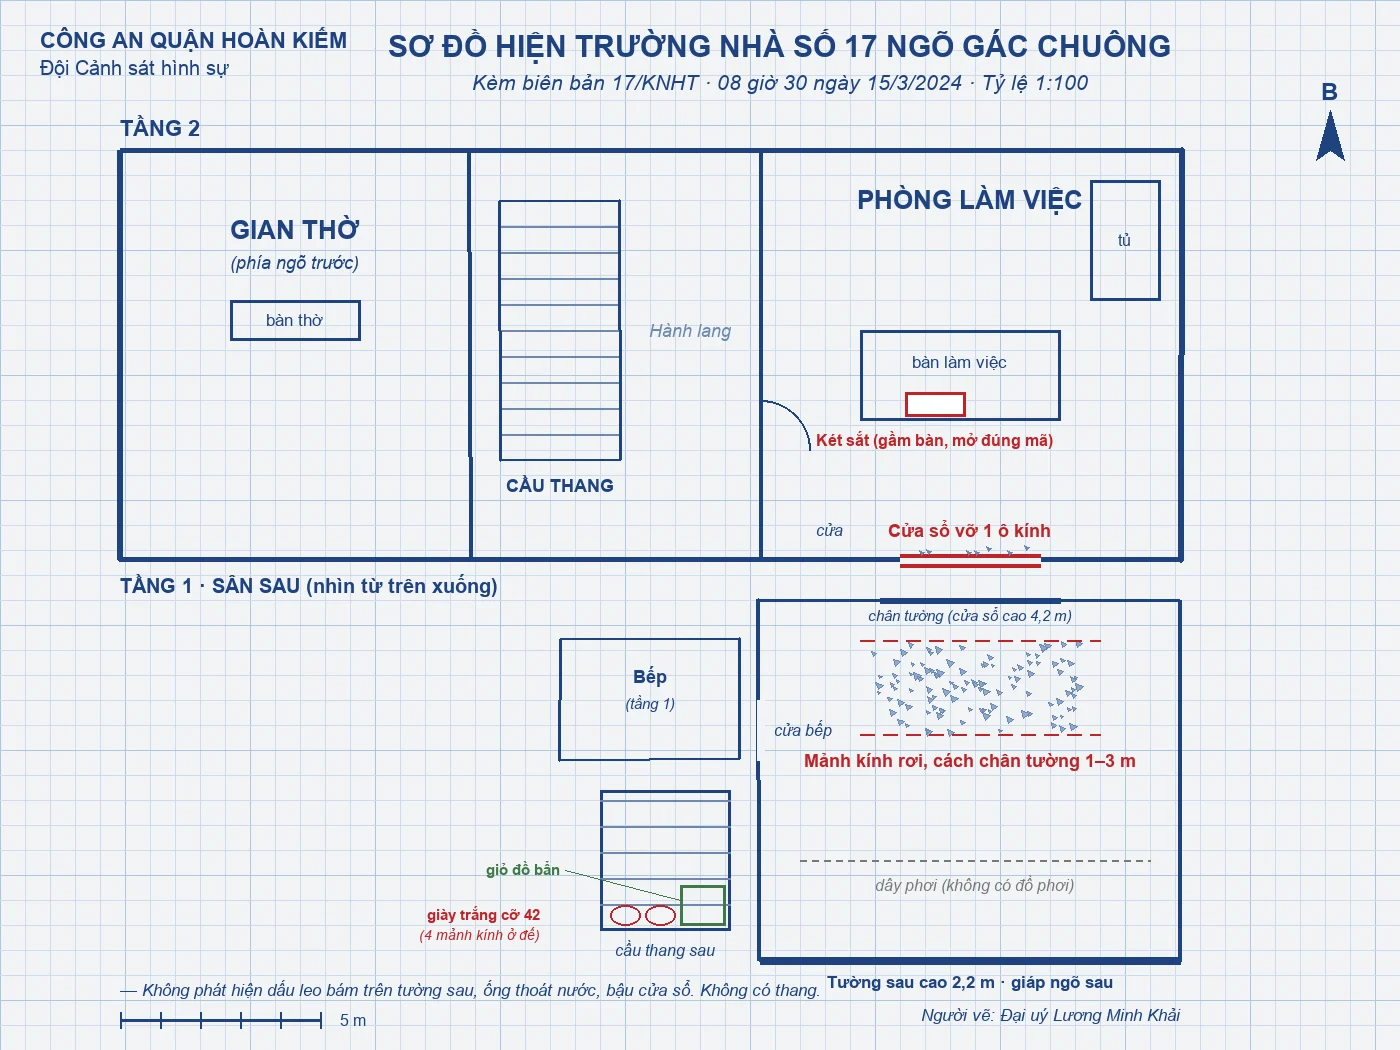 CÔNG AN QUẬN HOÀN KIẾM
Đội Cảnh sát hình sự
SƠ ĐỒ HIỆN TRƯỜNG NHÀ SỐ 17 NGÕ GÁC CHUÔNG
Kèm biên bản 17/KNHT · 08 giờ 30 ngày 15/3/2024 · Tỷ lệ 1:100
B
TẦNG 2
GIAN THỜ
(phía ngõ trước)
bàn thờ
Hành lang
CẦU THANG
PHÒNG LÀM VIỆC
tủ
bàn làm việc
Két sắt (gầm bàn, mở đúng mã)
cửa
Cửa sổ vỡ 1 ô kính
TẦNG 1 · SÂN SAU (nhìn từ trên xuống)
chân tường (cửa sổ cao 4,2 m)
Bếp
(tầng 1)
cửa bếp
Mảnh kính rơi, cách chân tường 1–3 m
giỏ đồ bẩn
dây phơi (không có đồ phơi)
giày trắng cỡ 42
(4 mảnh kính ở đế)
cầu thang sau
Tường sau cao 2,2 m · giáp ngõ sau
— Không phát hiện dấu leo bám trên tường sau, ống thoát nước, bậu cửa sổ. Không có thang.
5 m
Người vẽ: Đại uý Lương Minh Khải